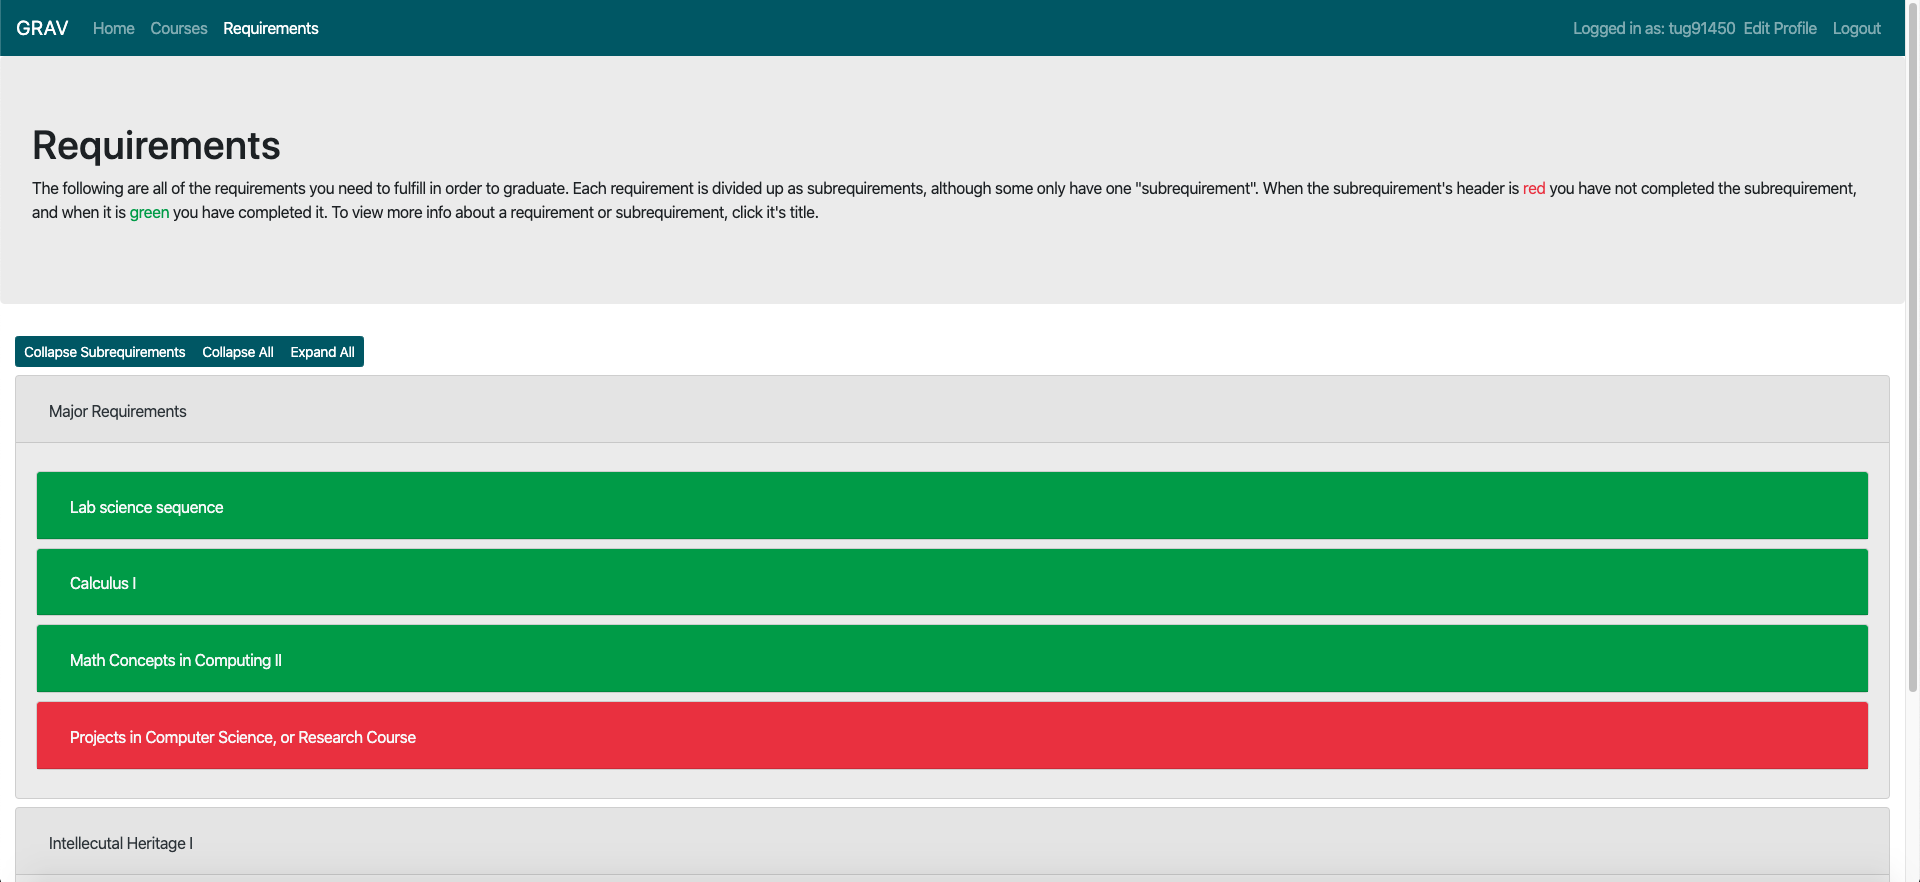 GRAV Home Courses Requirements Logged in as: tug91450 Edit Profile Logout
Requirements
The following are all of the requirements you need to fulfill in order to graduate. Each requirement is divided up as subrequirements, although some only have one "subrequirement". When the subrequirement's header is red you have not completed the subrequirement,
and when it is green you have completed it. To view more info about a requirement or subrequirement, click it's title.
Collapse Subrequirements Collapse All Expand All
Major Requirements
Lab science sequence
Calculus I
Math Concepts in Computing II
Projects in Computer Science, or Research Course
Intellecutal Heritage I